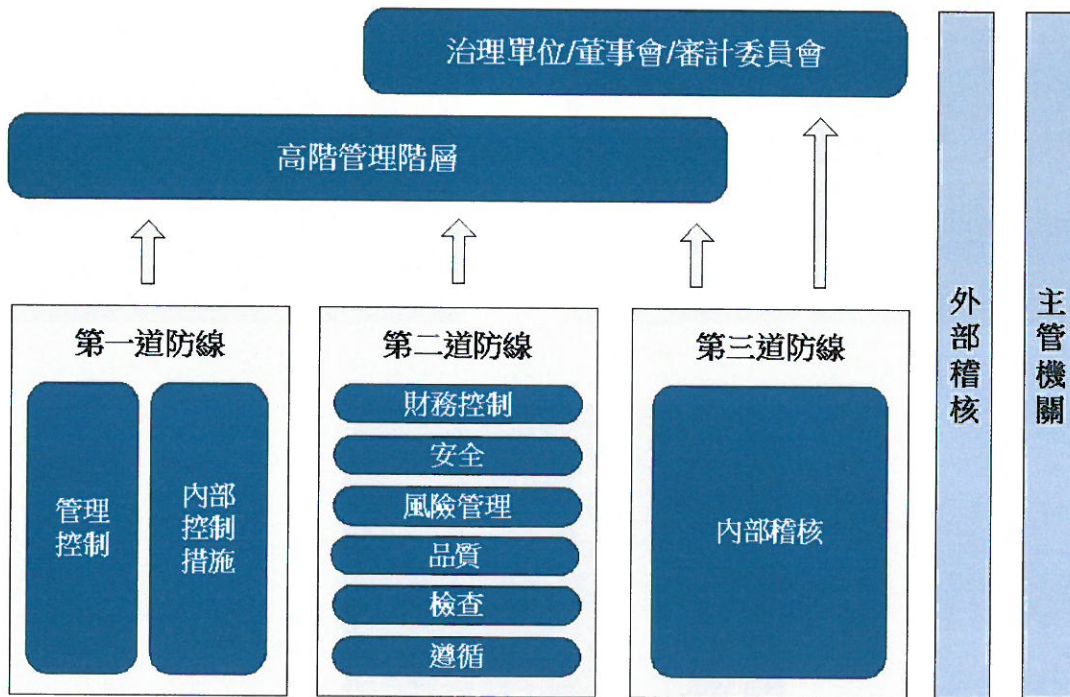 治理單位/董事會/審計委員會
高階管理階層
第一道防線
管理
控制
內部
控制
措施
第二道防線
財務控制
安全
風險管理
品質
檢查
遵循
第三道防線
內部稽核
外部稽核
主管機關